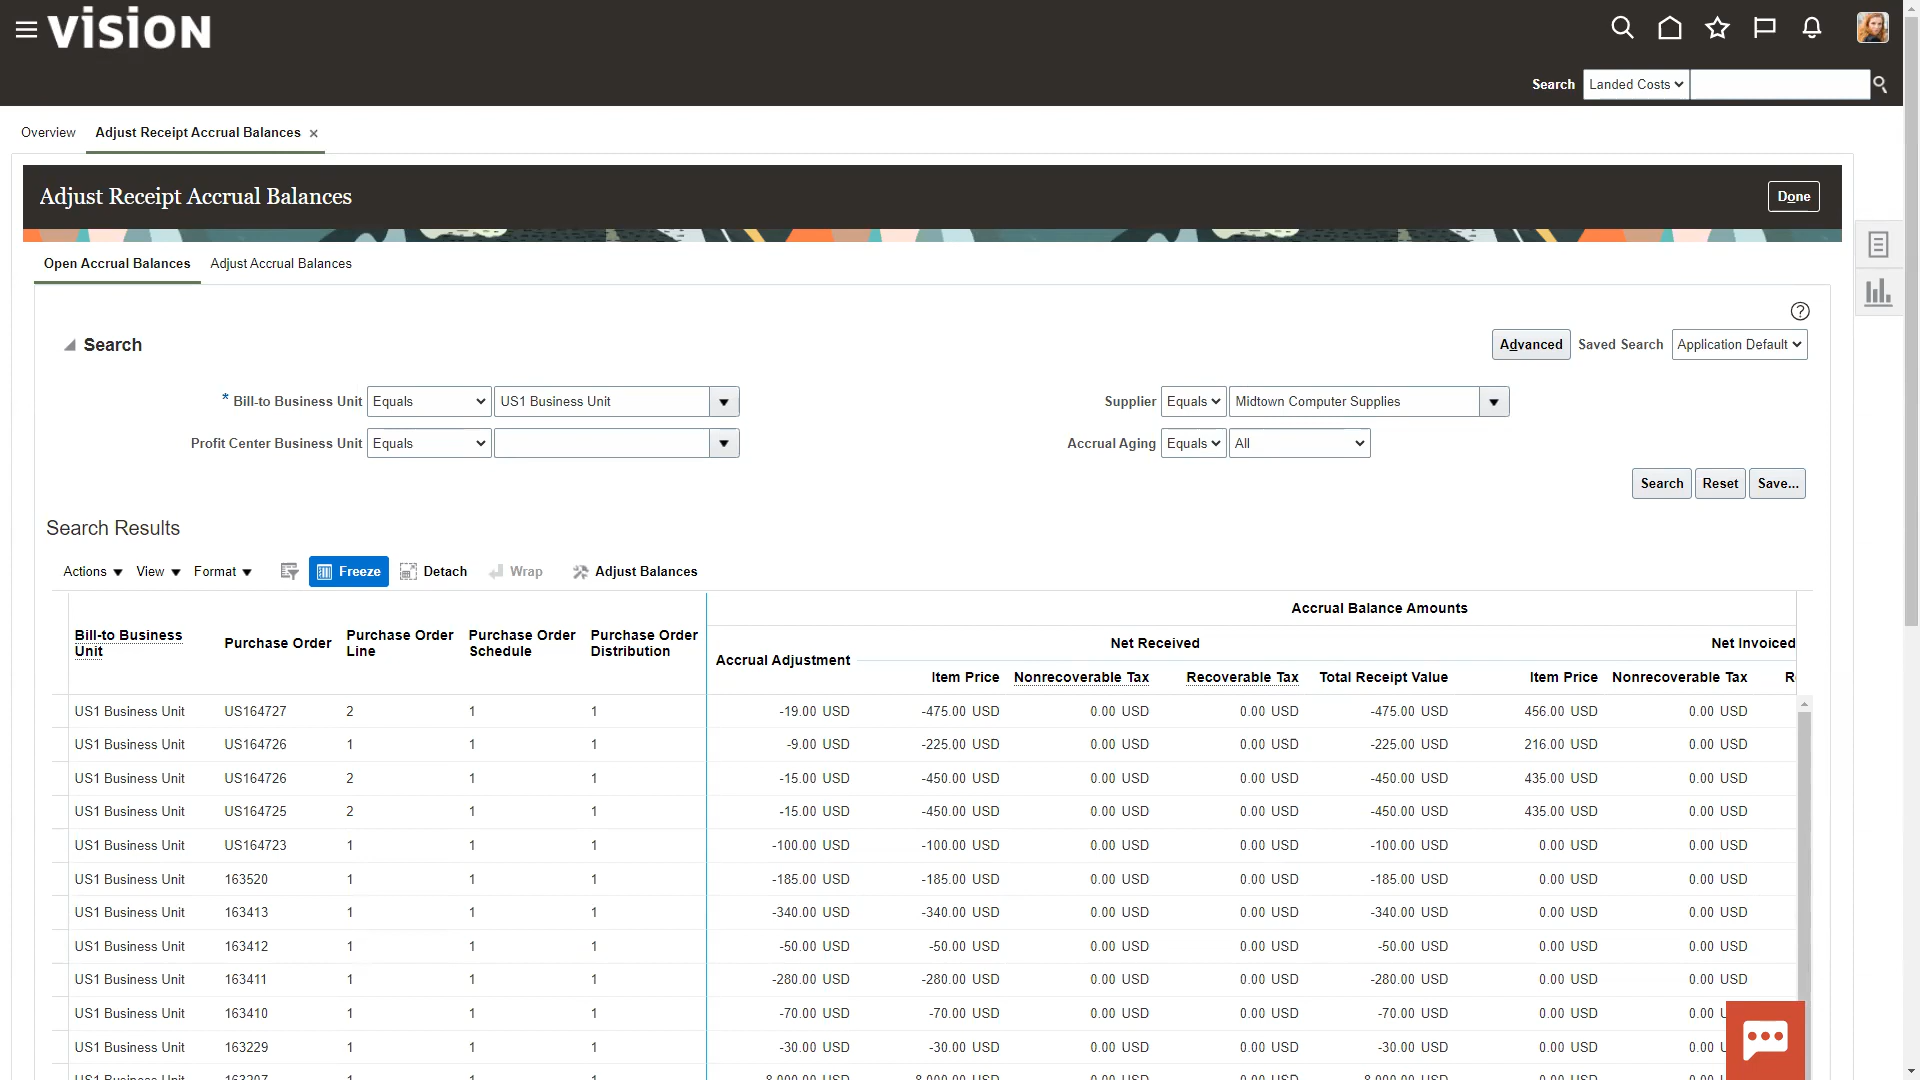 VISION
Search Landed Costs
Overview Adjust Receipt Accrual Balances ×
Adjust Receipt Accrual Balances
Done
Open Accrual Balances Adjust Accrual Balances
Search
Advanced Saved Search Application Default
* Bill-to Business Unit Equals US1 Business Unit
Supplier Equals Midtown Computer Supplies
Profit Center Business Unit Equals
Accrual Aging Equals All
Search Reset Save...
Search Results
Actions View Format Freeze Detach Wrap Adjust Balances
Accrual Balance Amounts
Net Received Net Invoiced
Bill-to Business Unit Purchase Order Purchase Order Line Purchase Order Schedule Purchase Order Distribution Accrual Adjustment
Item Price Nonrecoverable Tax Recoverable Tax Total Receipt Value Item Price Nonrecoverable Tax
US1 Business Unit US164727 2 1 1 -19.00 USD -475.00 USD 0.00 USD 0.00 USD -475.00 USD 456.00 USD 0.00 USD
US1 Business Unit US164726 1 1 1 -9.00 USD -225.00 USD 0.00 USD 0.00 USD -225.00 USD 216.00 USD 0.00 USD
US1 Business Unit US164726 2 1 1 -15.00 USD -450.00 USD 0.00 USD 0.00 USD -450.00 USD 435.00 USD 0.00 USD
US1 Business Unit US164725 2 1 1 -15.00 USD -450.00 USD 0.00 USD 0.00 USD -450.00 USD 435.00 USD 0.00 USD
US1 Business Unit US164723 1 1 1 -100.00 USD -100.00 USD 0.00 USD 0.00 USD -100.00 USD 0.00 USD 0.00 USD
US1 Business Unit 163520 1 1 1 -185.00 USD -185.00 USD 0.00 USD 0.00 USD -185.00 USD 0.00 USD 0.00 USD
US1 Business Unit 163413 1 1 1 -340.00 USD -340.00 USD 0.00 USD 0.00 USD -340.00 USD 0.00 USD 0.00 USD
US1 Business Unit 163412 1 1 1 -50.00 USD -50.00 USD 0.00 USD 0.00 USD -50.00 USD 0.00 USD 0.00 USD
US1 Business Unit 163411 1 1 1 -280.00 USD -280.00 USD 0.00 USD 0.00 USD -280.00 USD 0.00 USD 0.00 USD
US1 Business Unit 163410 1 1 1 -70.00 USD -70.00 USD 0.00 USD 0.00 USD -70.00 USD 0.00 USD 0.00
US1 Business Unit 163229 1 1 1 -30.00 USD -30.00 USD 0.00 USD 0.00 USD -30.00 USD 0.00 USD 0.00